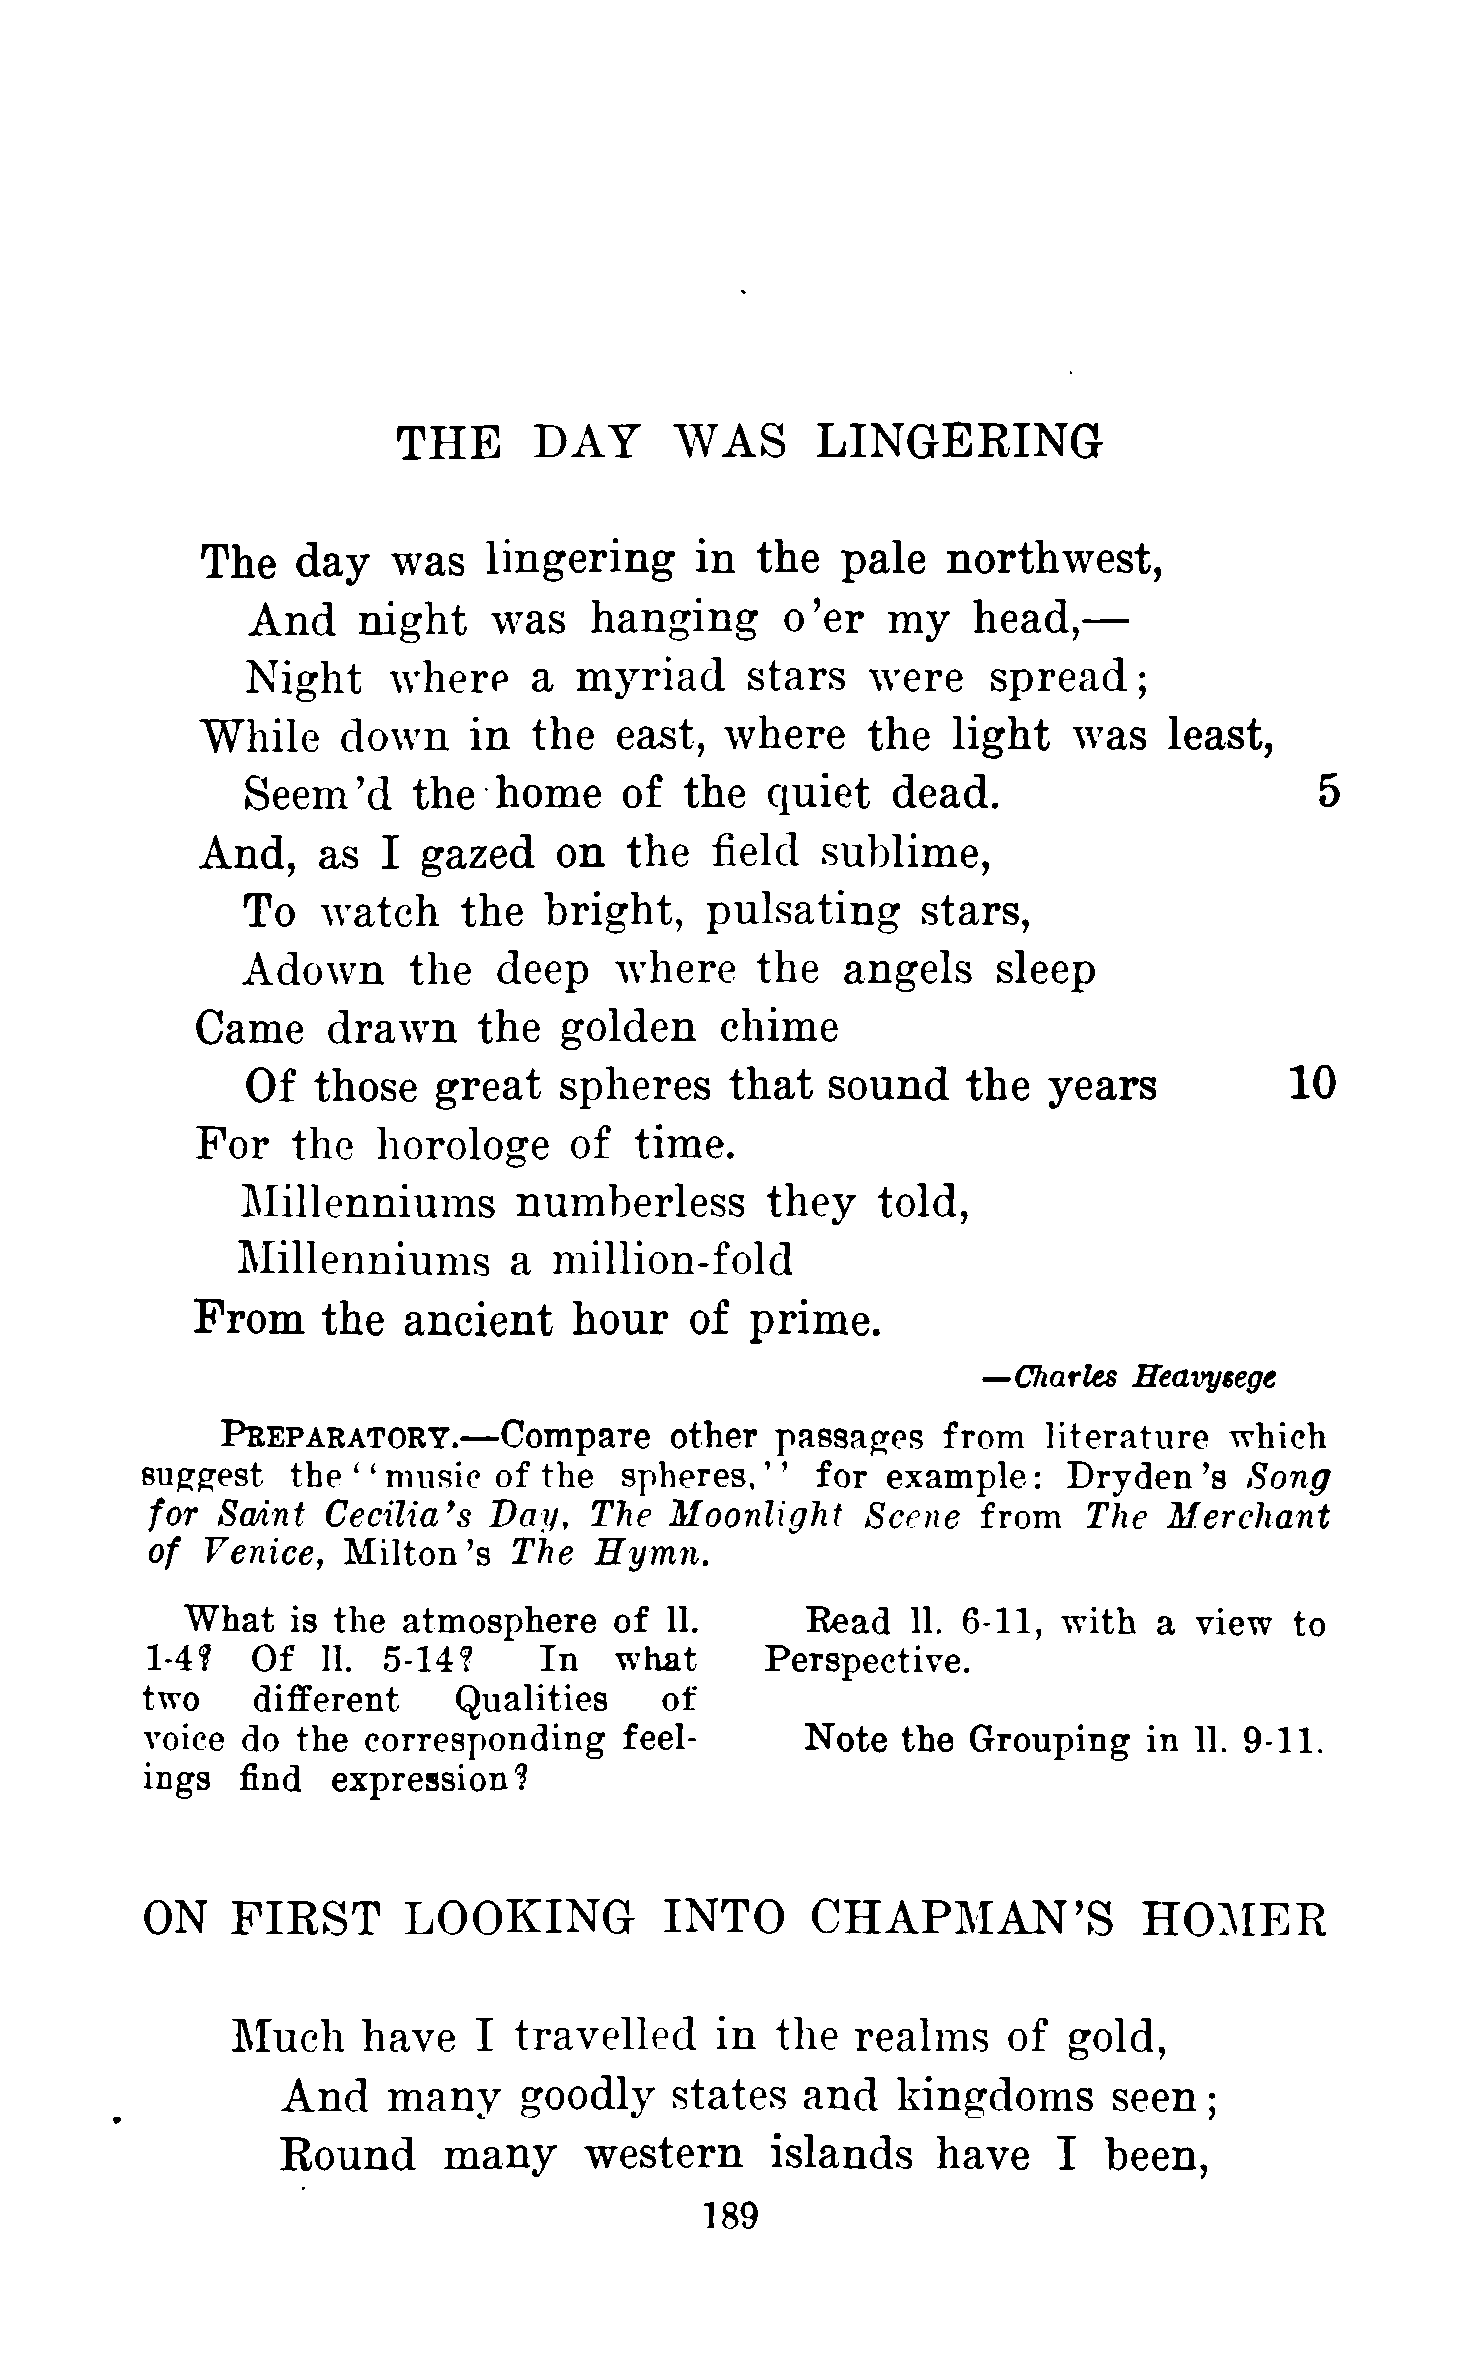 THE DAY WAS LINGERING
The day was lingering in the pale northwest,
And night was hanging o'er my head,—
Night where a myriad stars were spread;
While down in the east, where the light was least,
Seem'd the home of the quiet dead. 5
And, as I gazed on the field sublime,
To watch the bright, pulsating stars,
Adown the deep where the angels sleep
Came drawn the golden chime
Of those great spheres that sound the years 10
For the horologe of time.
Millenniums numberless they told,
Millenniums a million-fold
From the ancient hour of prime.
—Charles Heavysege
PREPARATORY.—Compare other passages from literature which
suggest the "music of the spheres," for example: Dryden's Song
for Saint Cecilia's Day, The Moonlight Scene from The Merchant
of Venice, Milton's The Hymn.
What is the atmosphere of ll.
1-4? Of ll. 5-14? In what
two different Qualities of
voice do the corresponding feel-
ings find expression?
Read ll. 6-11, with a view to
Perspective.
Note the Grouping in ll. 9-11.
ON FIRST LOOKING INTO CHAPMAN'S HOMER
Much have I travelled in the realms of gold,
And many goodly states and kingdoms seen;
Round many western islands have I been,
189